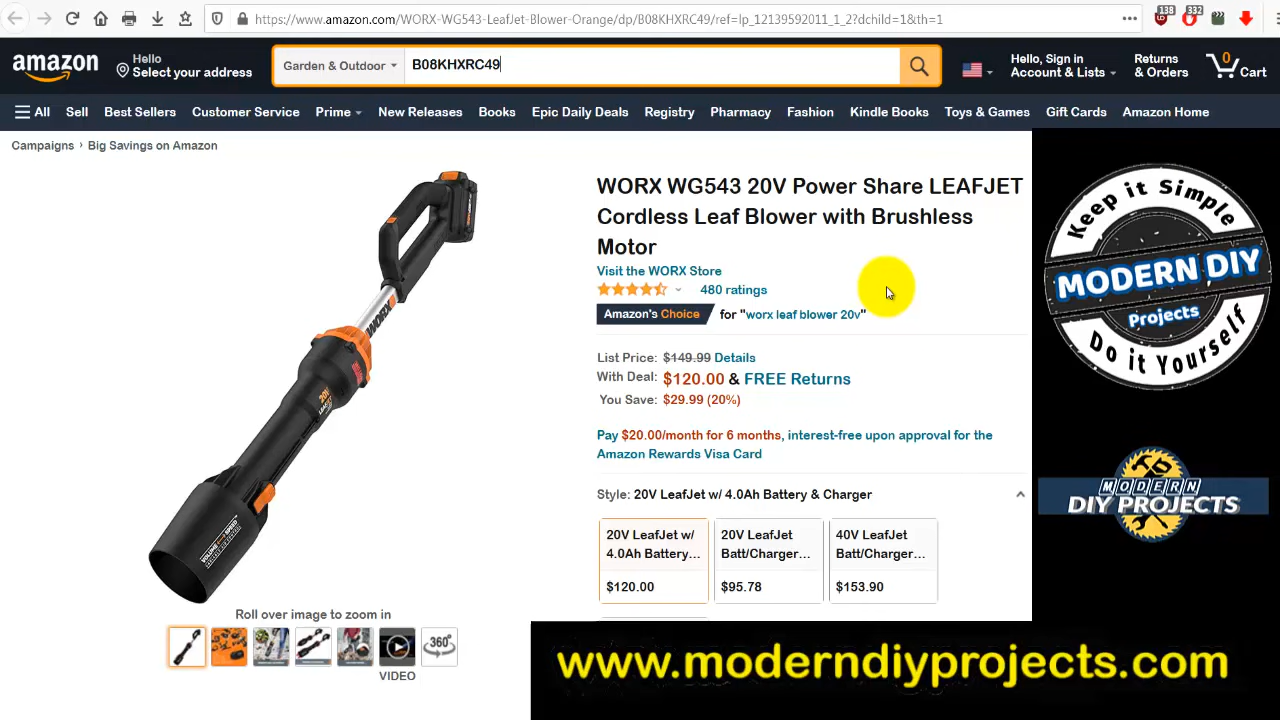 https://www.amazon.com/WORX-WG543-LeafJet-Blower-Orange/dp/B08KHXRC49/ref=lp_12139592011_1_2?dchild=1&th=1
138
332
amazon
Hello
Select your address
Garden & Outdoor
B08KHXRC49
Hello, Sign in
Account & Lists
Returns
& Orders
0
Cart
All
Sell
Best Sellers
Customer Service
Prime
New Releases
Books
Epic Daily Deals
Registry
Pharmacy
Fashion
Kindle Books
Toys & Games
Gift Cards
Amazon Home
Campaigns › Big Savings on Amazon
WORX WG543 20V Power Share LEAFJET
Cordless Leaf Blower with Brushless
Motor
Visit the WORX Store
480 ratings
Amazon's Choice for "worx leaf blower 20v"
List Price: $149.99 Details
With Deal: $120.00 & FREE Returns
You Save: $29.99 (20%)
Pay $20.00/month for 6 months, interest-free upon approval for the
Amazon Rewards Visa Card
Style: 20V LeafJet w/ 4.0Ah Battery & Charger
20V LeafJet w/
4.0Ah Battery...
$120.00
20V LeafJet
Batt/Charger...
$95.78
40V LeafJet
Batt/Charger...
$153.90
WORX
20V
Roll over image to zoom in
360°
VIDEO
Keep it Simple
MODERN DIY
Projects
Do it Yourself
MODERN
DIY PROJECTS
www.moderndiyprojects.com